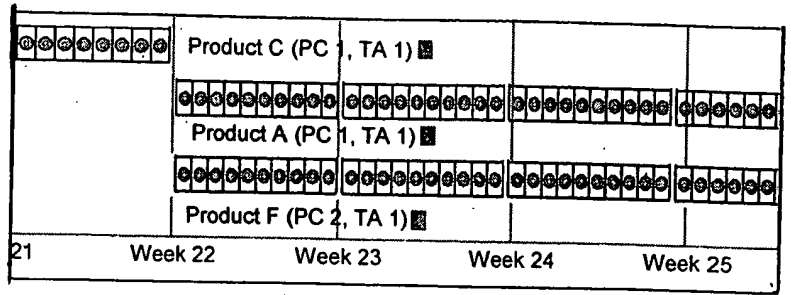 Product C (PC 1, TA 1)
Product A (PC 1, TA 1)
Product F (PC 2, TA 1)
21 Week 22 Week 23 Week 24 Week 25